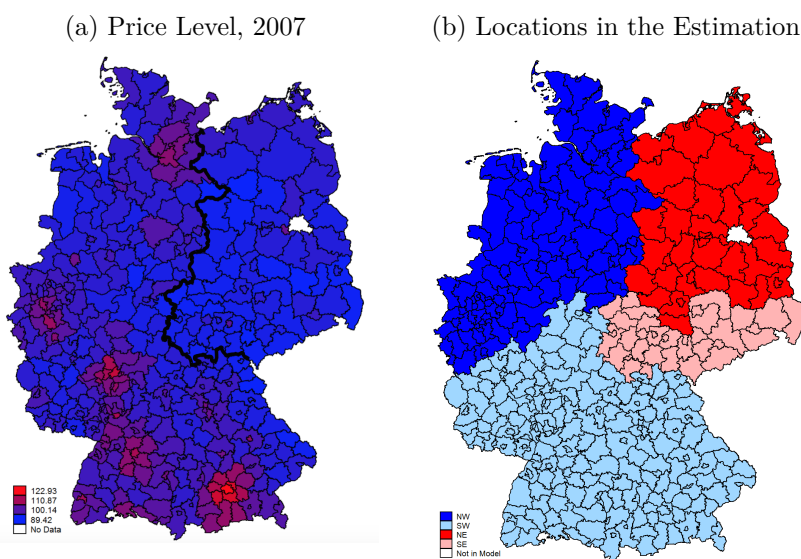 (a) Price Level, 2007
(b) Locations in the Estimation
122.93
110.87
100.14
89.42
No Data
NW
SW
NE
SE
Not in Model